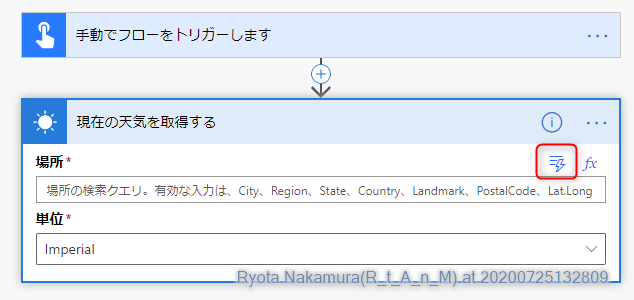 手動でフローをトリガーします
現在の天気を取得する
場所*
fx
場所の検索クエリ。有効な入力は、City、Region、State、Country、Landmark、PostalCode、Lat.Long
単位*
Imperial
Ryota.Nakamura(R_t_A_n_M).at.20200725132809